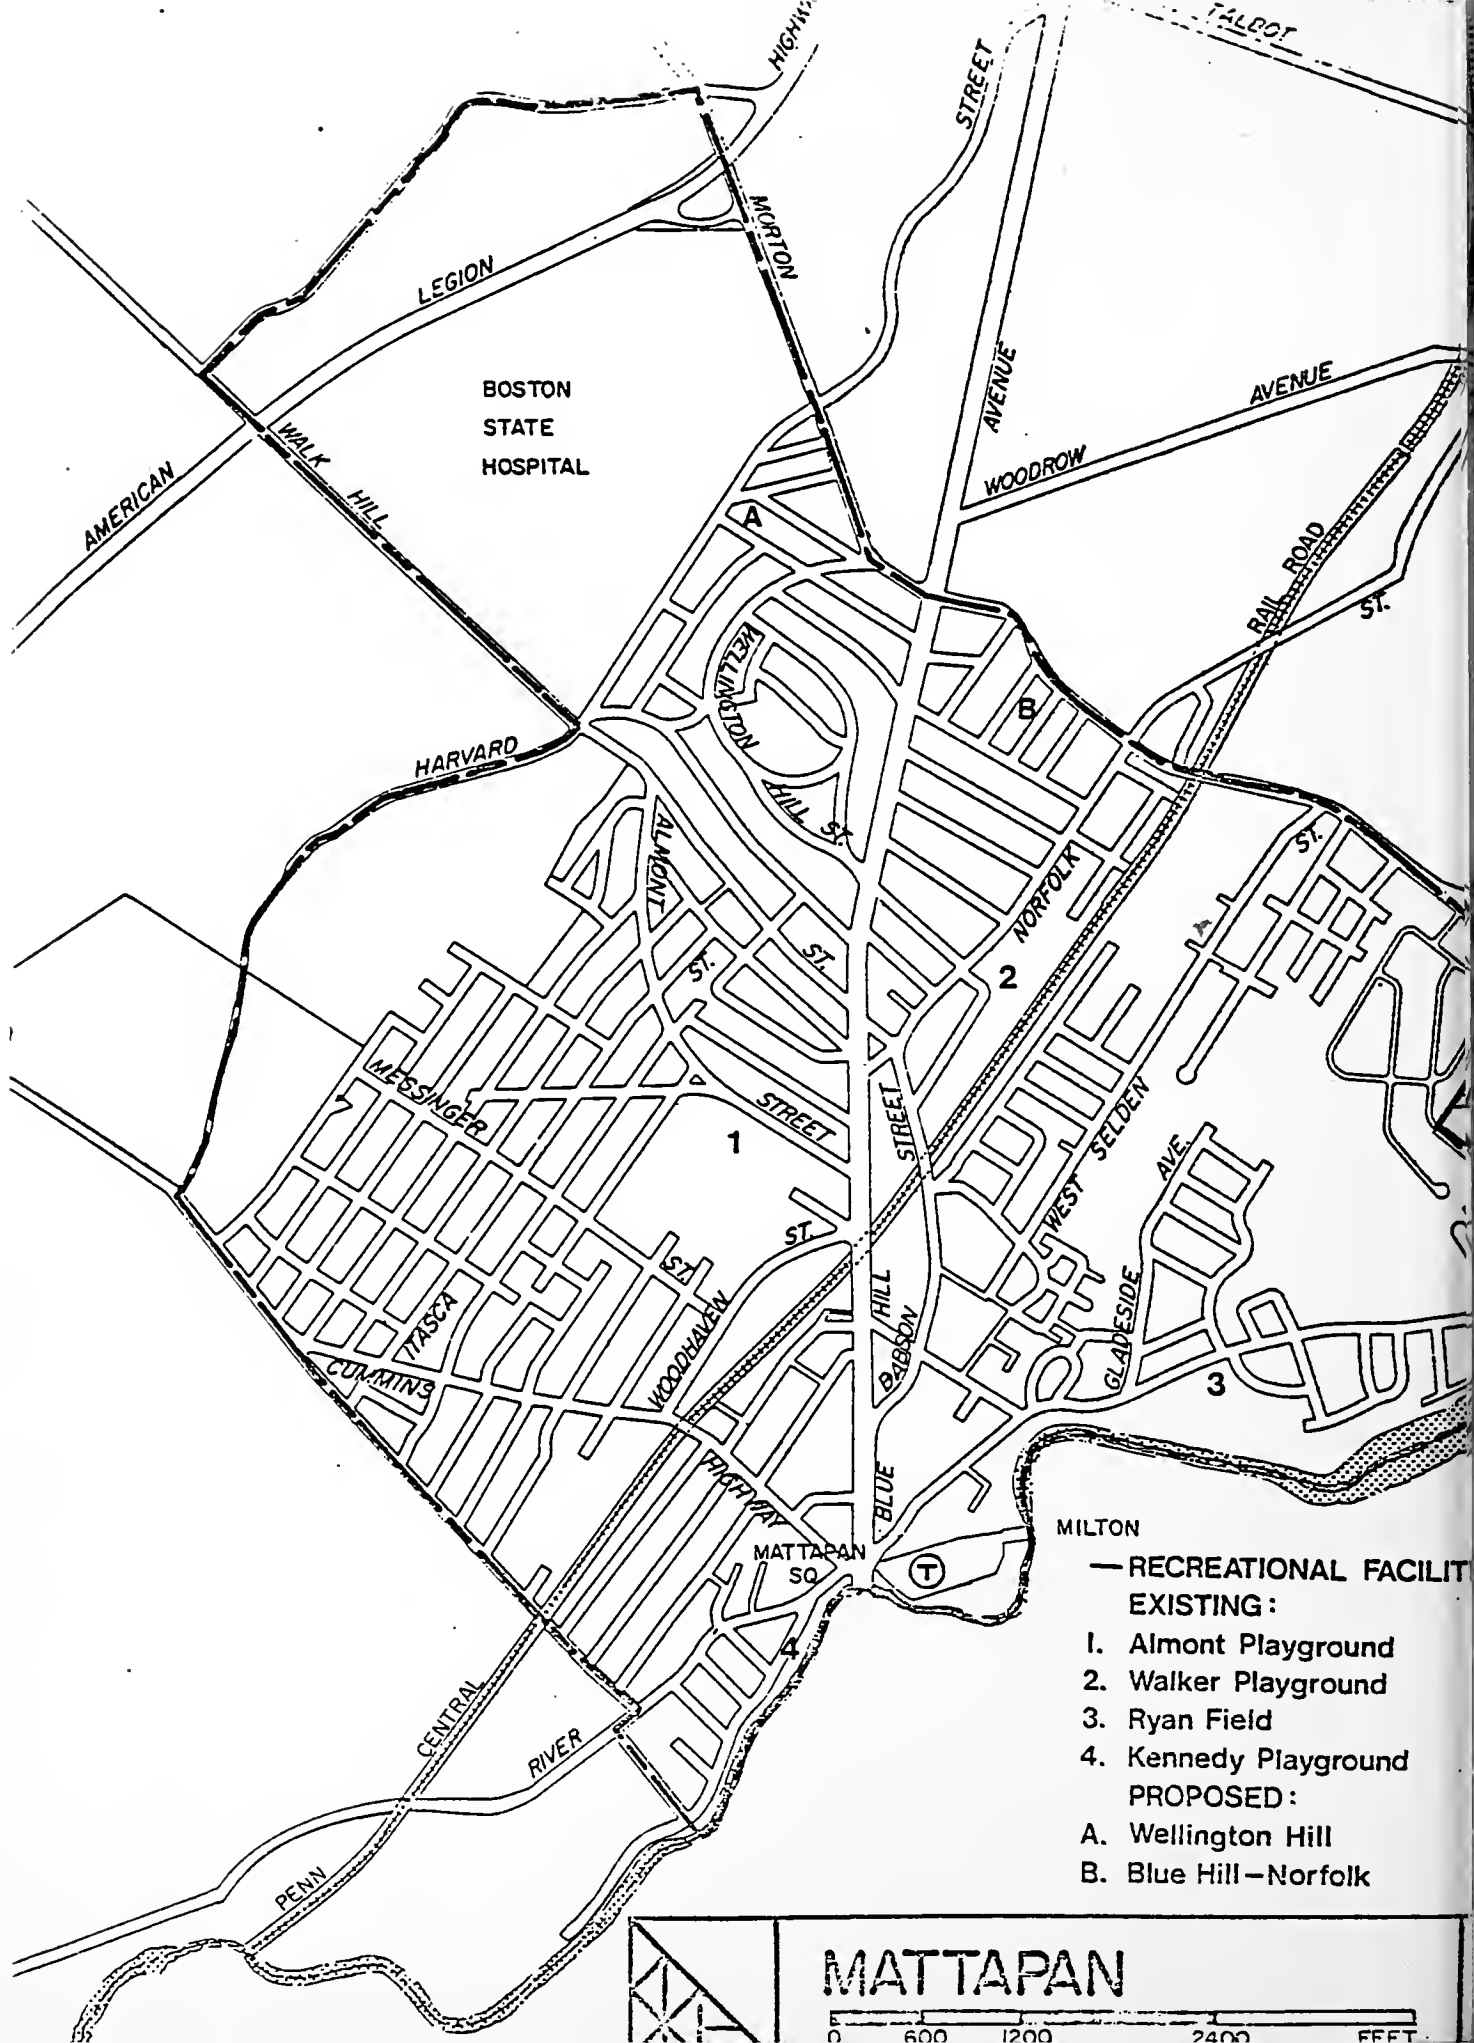 TALBOT
STREET
MORTON
LEGION
AVENUE
AVENUE
BOSTON
STATE
HOSPITAL
WALK
HILL
AMERICAN
WOODROW
A
RAIL ROAD
ST.
WELLINGTON
HILL ST.
B
HARVARD
ALMONT
ST.
NORFOLK
ST.
ST.
2
MESSINGER
STREET
STREET
1
WEST SELDEN
AVE.
ST.
ST.
HILL
ITASCA
WOODHAVEN
BABSON
GLADESIDE
CUMMINS
3
HIGHWAY
BLUE
MATTAPAN
SQ
T
MILTON
4
CENTRAL
RIVER
PENN
— RECREATIONAL FACILIT
EXISTING:
1. Almont Playground
2. Walker Playground
3. Ryan Field
4. Kennedy Playground
PROPOSED:
A. Wellington Hill
B. Blue Hill–Norfolk
MATTAPAN
0 600 1200 2400 FEET